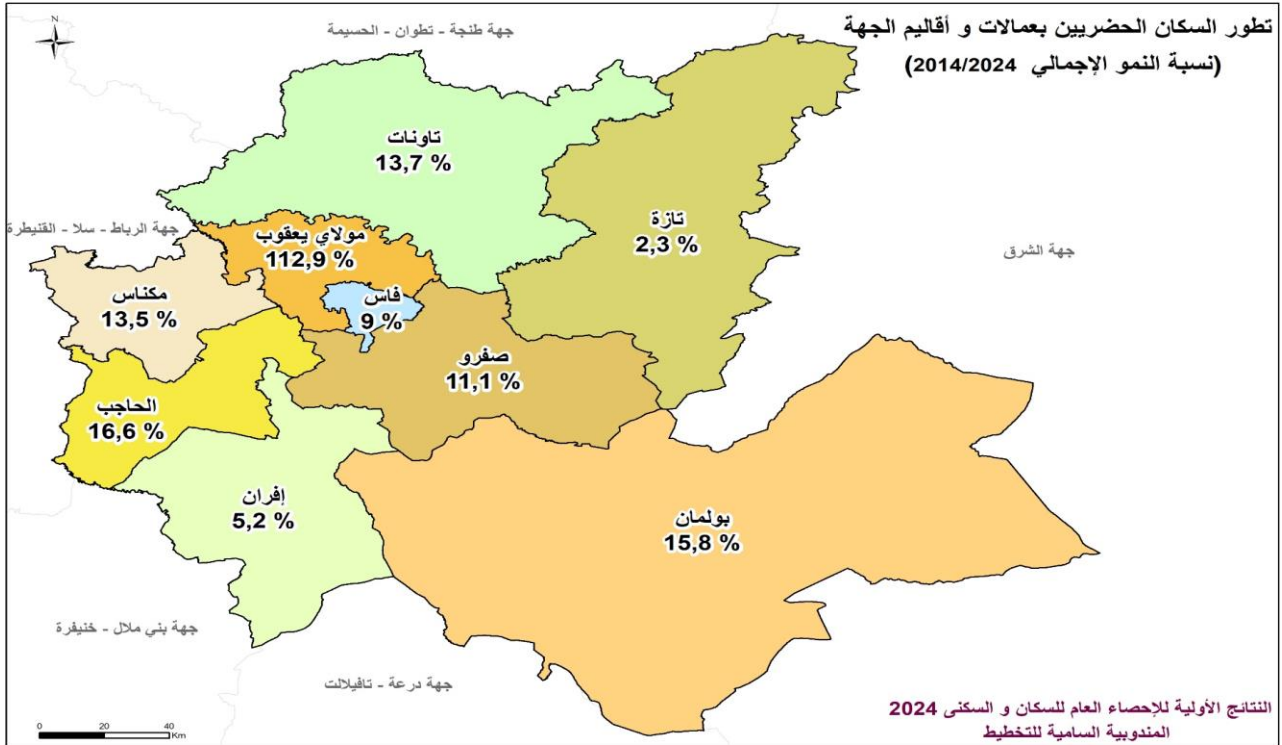 تطور السكان الحضريين بعمالات و أقاليم الجهة
(نسبة النمو الإجمالي 2014/2024)
N
جهة طنجة - تطوان - الحسيمة
تاونات
13,7 %
تازة
2,3 %
جهة الرباط - سلا - القنيطرة
مولاي يعقوب
112,9 %
جهة الشرق
مكناس
13,5 %
فاس
9 %
صفرو
11,1 %
الحاجب
16,6 %
إفران
5,2 %
بولمان
15,8 %
جهة بني ملال - خنيفرة
جهة درعة - تافيلالت
النتائج الأولية للإحصاء العام للسكان و السكنى 2024
المندوبية السامية للتخطيط
0 20 40
Km